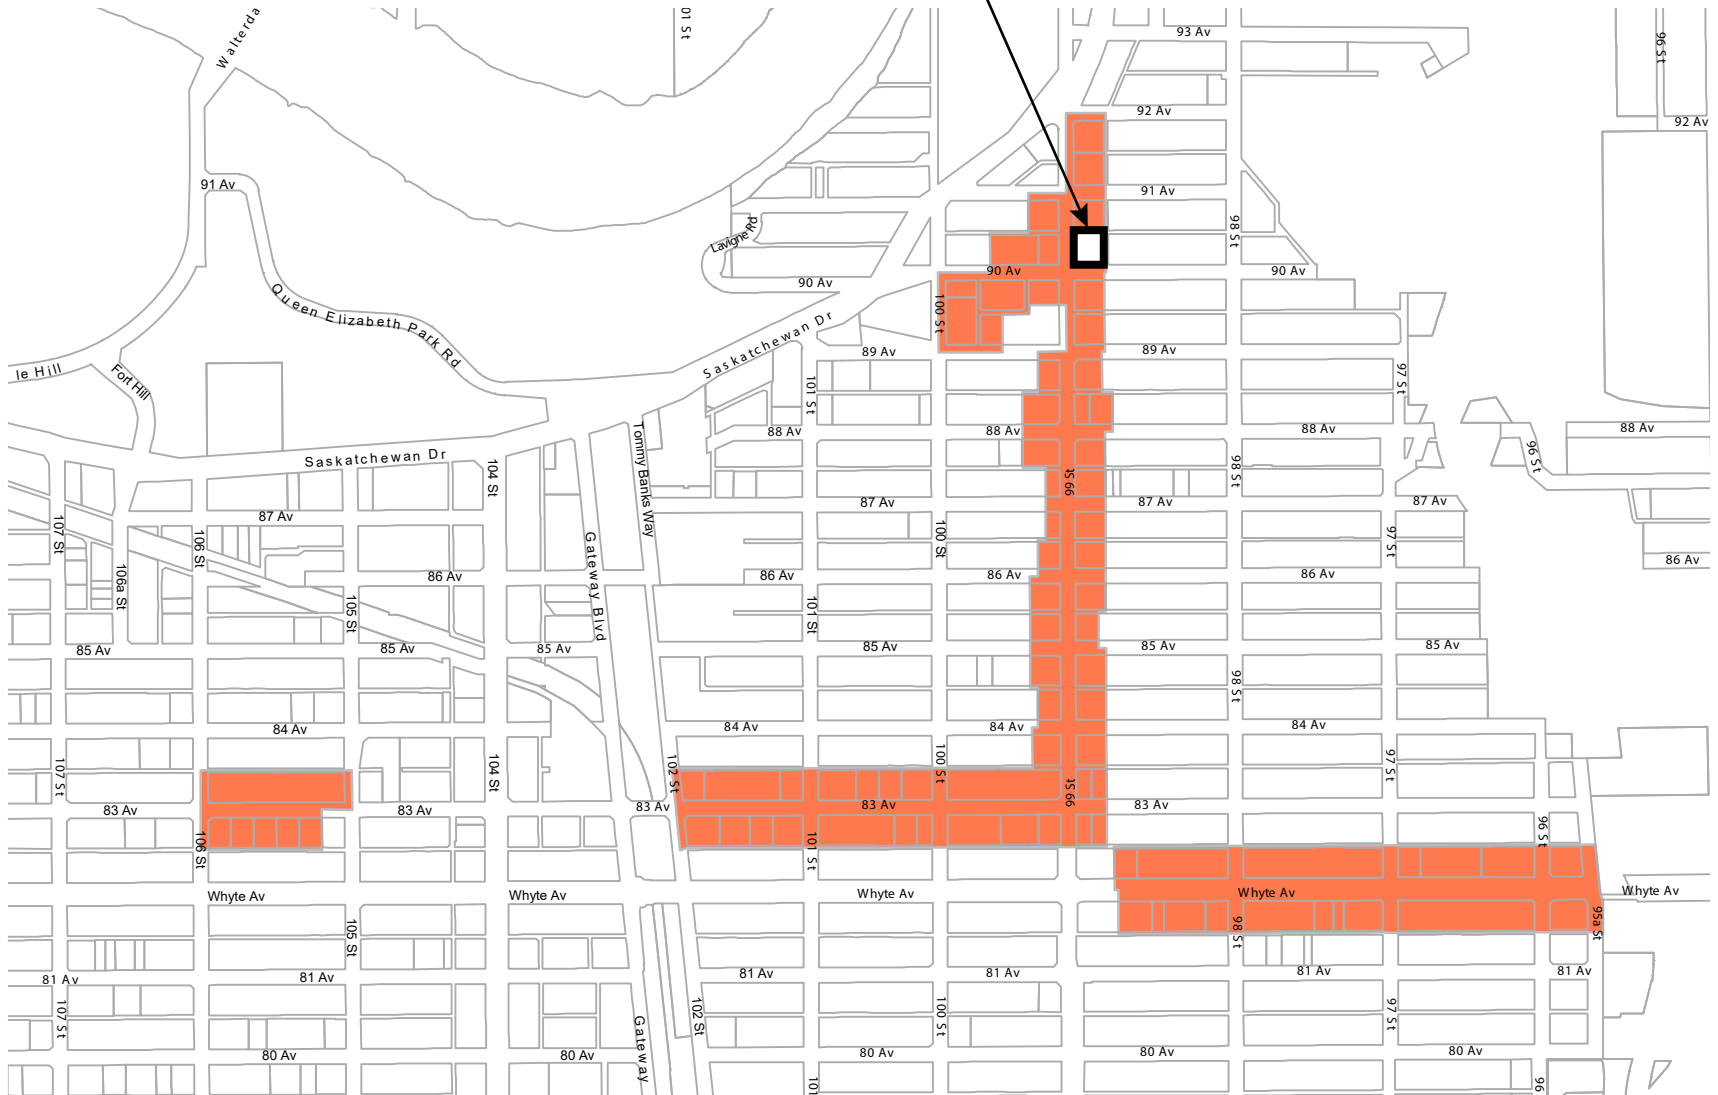 Walterda
01 St
93 Av
96 St
92 Av
92 Av
91 Av
91 Av
98 St
Lavigne Rd
90 Av
90 Av
90 Av
Queen Elizabeth Park Rd
100 St
Saskatchewan Dr
89 Av
89 Av
le Hill
Fort Hill
101 St
97 St
88 Av
88 Av
88 Av
88 Av
Tommy Banks Way
Saskatchewan Dr
104 St
99 St
98 St
96 St
87 Av
87 Av
87 Av
87 Av
107 St
106 St
Gateway Blvd
100 St
97 St
86 Av
106a St
86 Av
86 Av
86 Av
86 Av
105 St
101 St
85 Av
85 Av
85 Av
85 Av
85 Av
85 Av
98 St
84 Av
84 Av
84 Av
84 Av
107 St
104 St
102 St
100 St
99 St
97 St
83 Av
83 Av
83 Av
83 Av
83 Av
106 St
101 St
96 St
Whyte Av
Whyte Av
Whyte Av
Whyte Av
Whyte Av
105 St
98 St
95a St
81 Av
81 Av
81 Av
81 Av
81 Av
81 Av
107 St
Gateway
102 St
100 St
97 St
80 Av
80 Av
80 Av
80 Av
80 Av
101
96